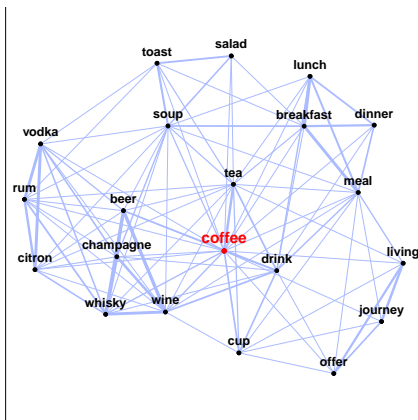 salad
toast
lunch
soup
breakfast
dinner
vodka
tea
meal
rum
beer
coffee
champagne
living
citron
drink
whisky
wine
journey
cup
offer